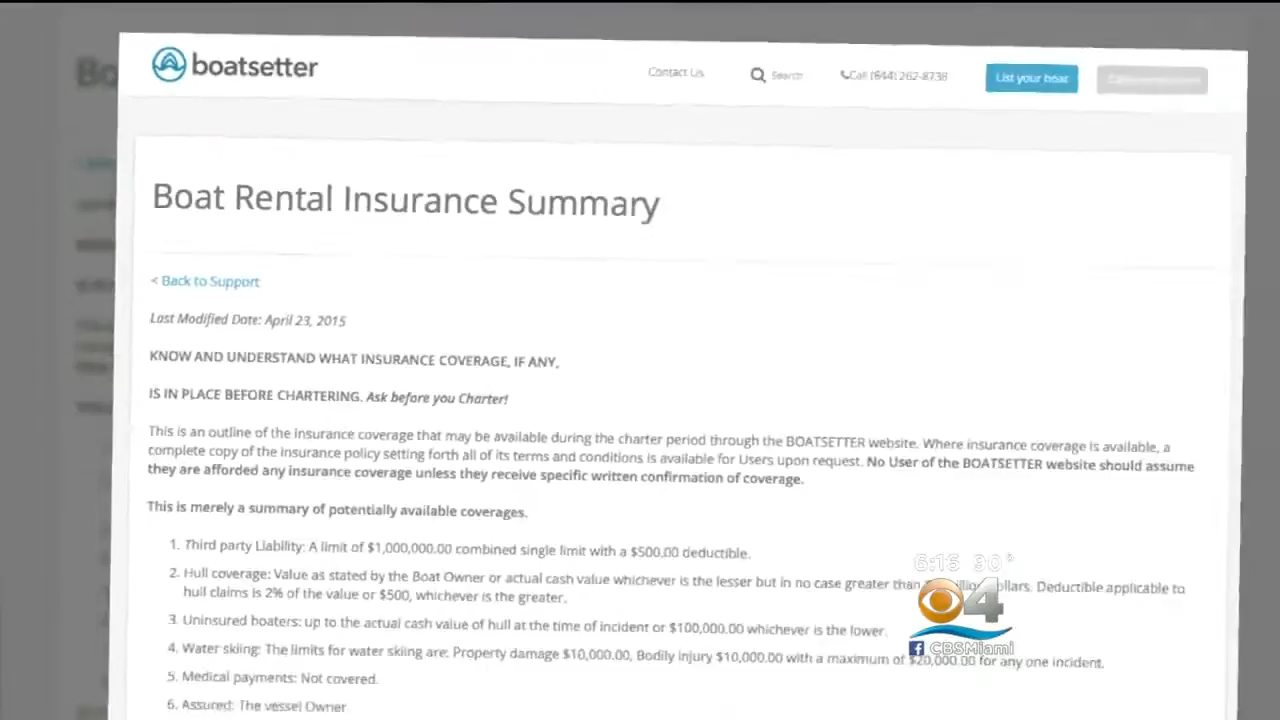 boatsetter
Contact Us
Search
Call (844) 262-8738
List your boat
Boat Rental Insurance Summary
< Back to Support
Last Modified Date: April 23, 2015
KNOW AND UNDERSTAND WHAT INSURANCE COVERAGE, IF ANY,
IS IN PLACE BEFORE CHARTERING. Ask before you Charter!
This is an outline of the insurance coverage that may be available during the charter period through the BOATSETTER website. Where insurance coverage is available, a
complete copy of the insurance policy setting forth all of its terms and conditions is available for Users upon request. No User of the BOATSETTER website should assume
they are afforded any insurance coverage unless they receive specific written confirmation of coverage.
This is merely a summary of potentially available coverages.
1. Third party Liability: A limit of $1,000,000.00 combined single limit with a $500.00 deductible.
2. Hull coverage: Value as stated by the Boat Owner or actual cash value whichever is the lesser but in no case greater than dollars. Deductible applicable to
hull claims is 2% of the value or $500, whichever is the greater.
3. Uninsured boaters: up to the actual cash value of hull at the time of incident or $100,000.00 whichever is the lower.
4. Water skiing: The limits for water skiing are: Property damage $10,000.00, Bodily injury $10,000.00 with a maximum of $20,000.00 for any one incident.
5. Medical payments: Not covered.
6. Assured: The vessel Owner
6:15 90°
4
CBSMiami